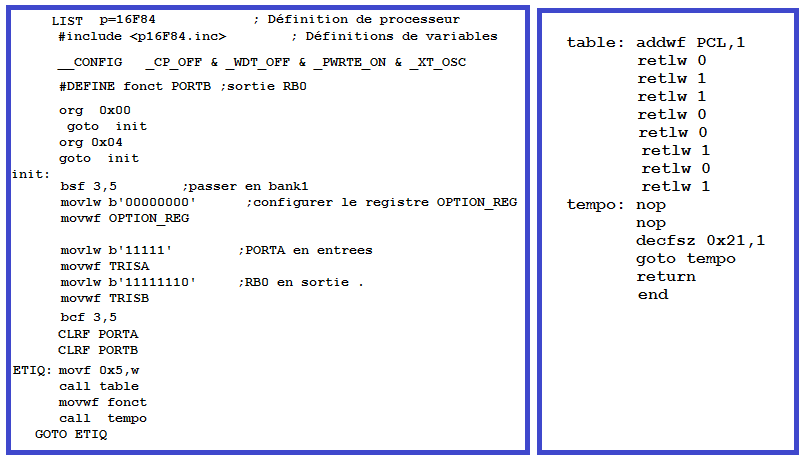 LIST p=16F84 ; Définition de processeur
#include <p16F84.inc> ; Définitions de variables
__CONFIG _CP_OFF & _WDT_OFF & _PWRTE_ON & _XT_OSC
#DEFINE fonct PORTB ;sortie RB0
org 0x00
goto init
org 0x04
goto init
init:
bsf 3,5 ;passer en bank1
movlw b'00000000' ;configurer le registre OPTION_REG
movwf OPTION_REG
movlw b'11111' ;PORTA en entrees
movwf TRISA
movlw b'11111110' ;RB0 en sortie .
movwf TRISB
bcf 3,5
CLRF PORTA
CLRF PORTB
ETIQ: movf 0x5,w
call table
movwf fonct
call tempo
GOTO ETIQ
table: addwf PCL,1
retlw 0
retlw 1
retlw 1
retlw 0
retlw 0
retlw 1
retlw 0
retlw 1
tempo: nop
nop
decfsz 0x21,1
goto tempo
return
end